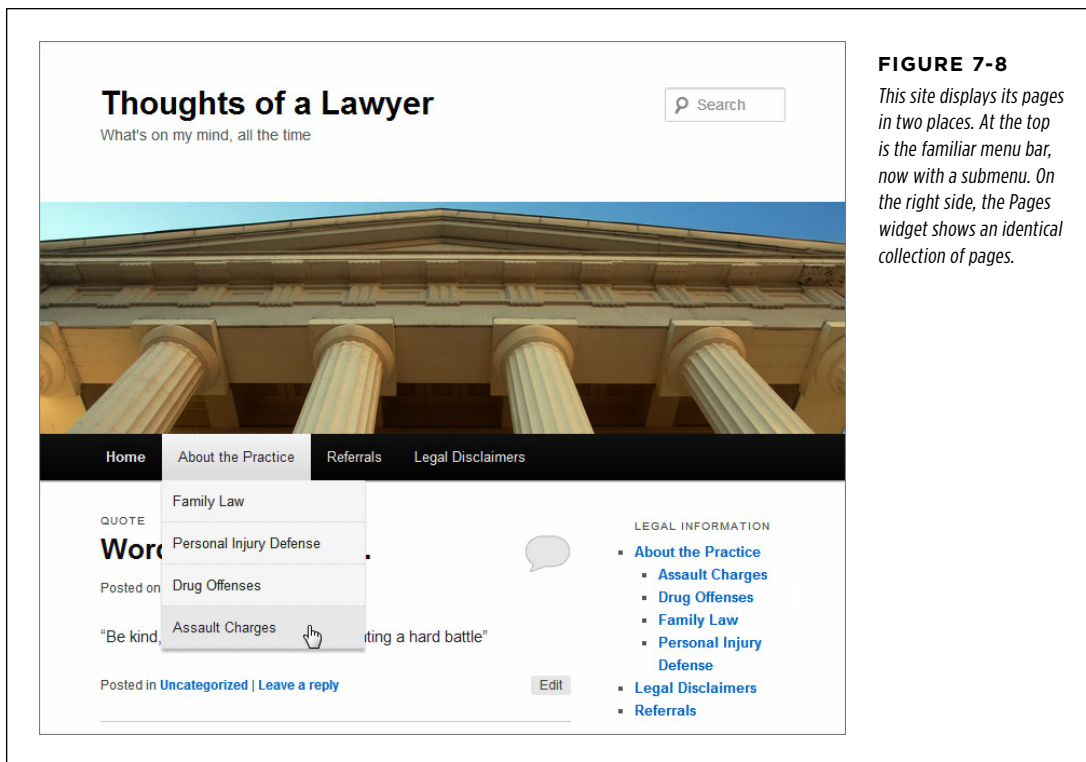 Thoughts of a Lawyer
What's on my mind, all the time
Search
Home About the Practice Referrals Legal Disclaimers
Family Law
Personal Injury Defense
Drug Offenses
Assault Charges
QUOTE
Posted on
"Be kind, a hard battle"
Posted in Uncategorized | Leave a reply
Edit
LEGAL INFORMATION
About the Practice
Assault Charges
Drug Offenses
Family Law
Personal Injury
Defense
Legal Disclaimers
Referrals
FIGURE 7-8
This site displays its pages
in two places. At the top
is the familiar menu bar,
now with a submenu. On
the right side, the Pages
widget shows an identical
collection of pages.